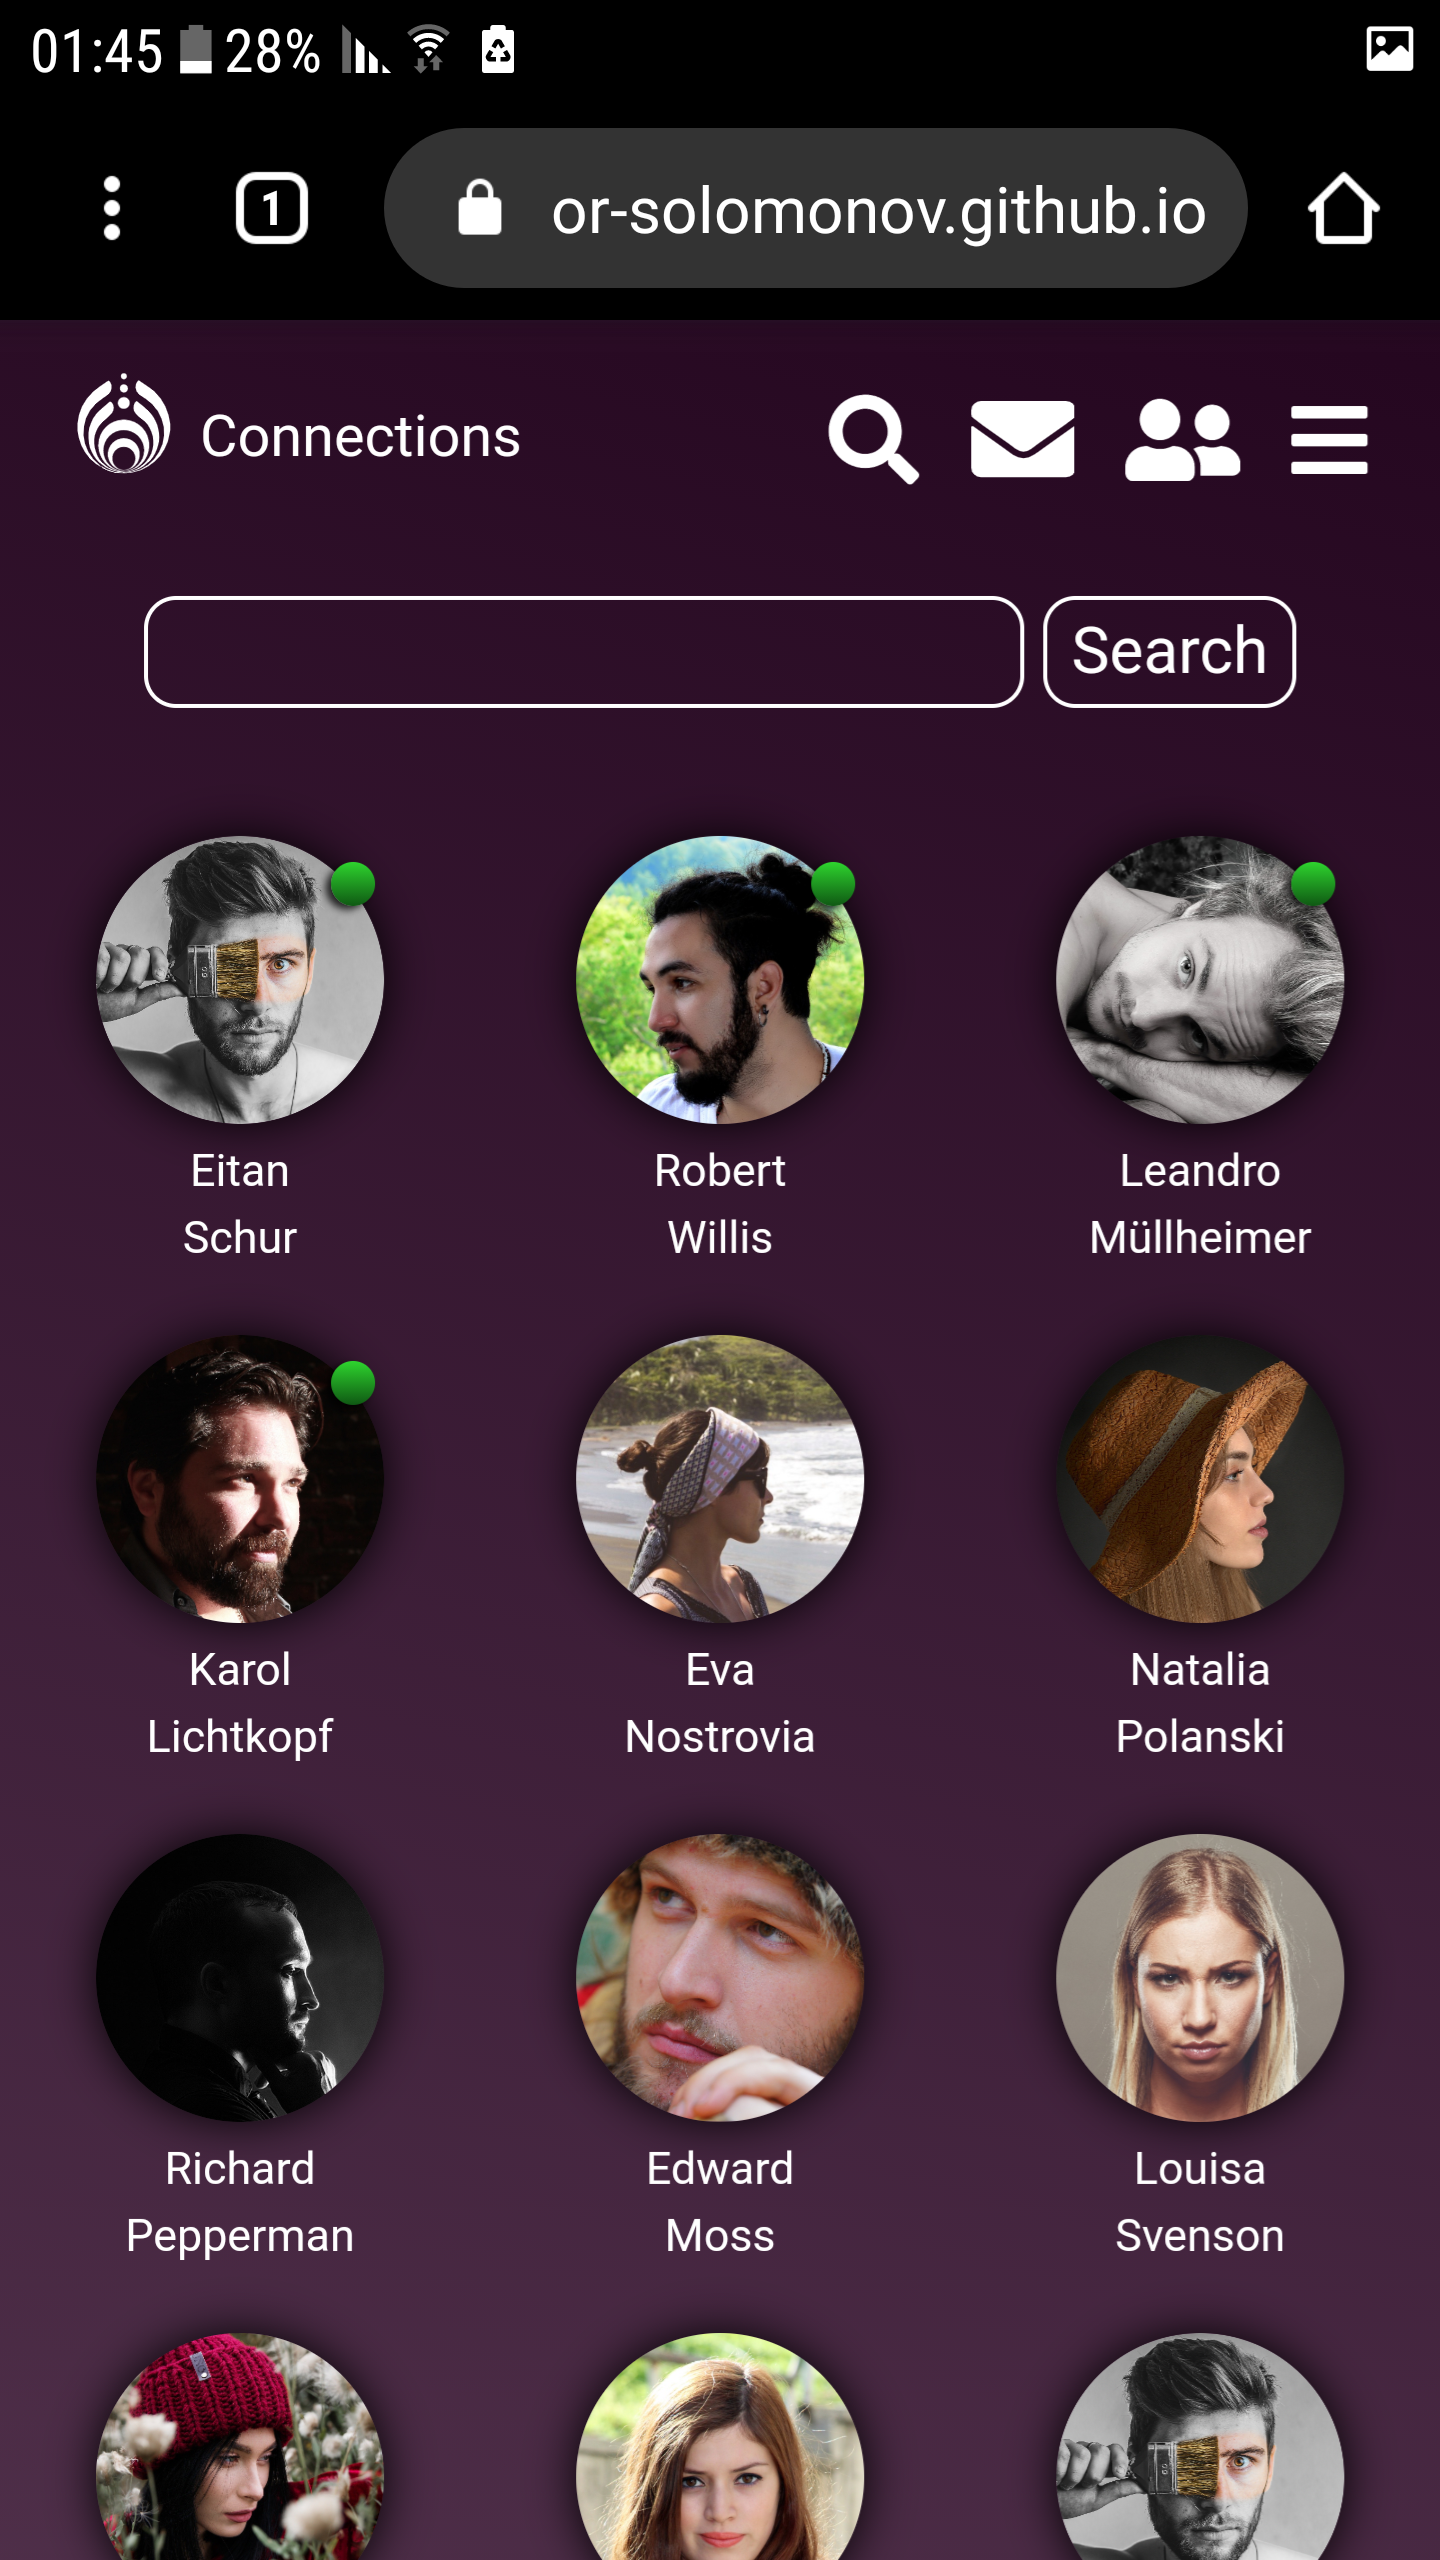 01:45 28%
1 or-solomonov.github.io
Connections
Search
Eitan Robert Leandro
Schur Willis Müllheimer
Karol Eva Natalia
Lichtkopf Nostrovia Polanski
Richard Edward Louisa
Pepperman Moss Svenson